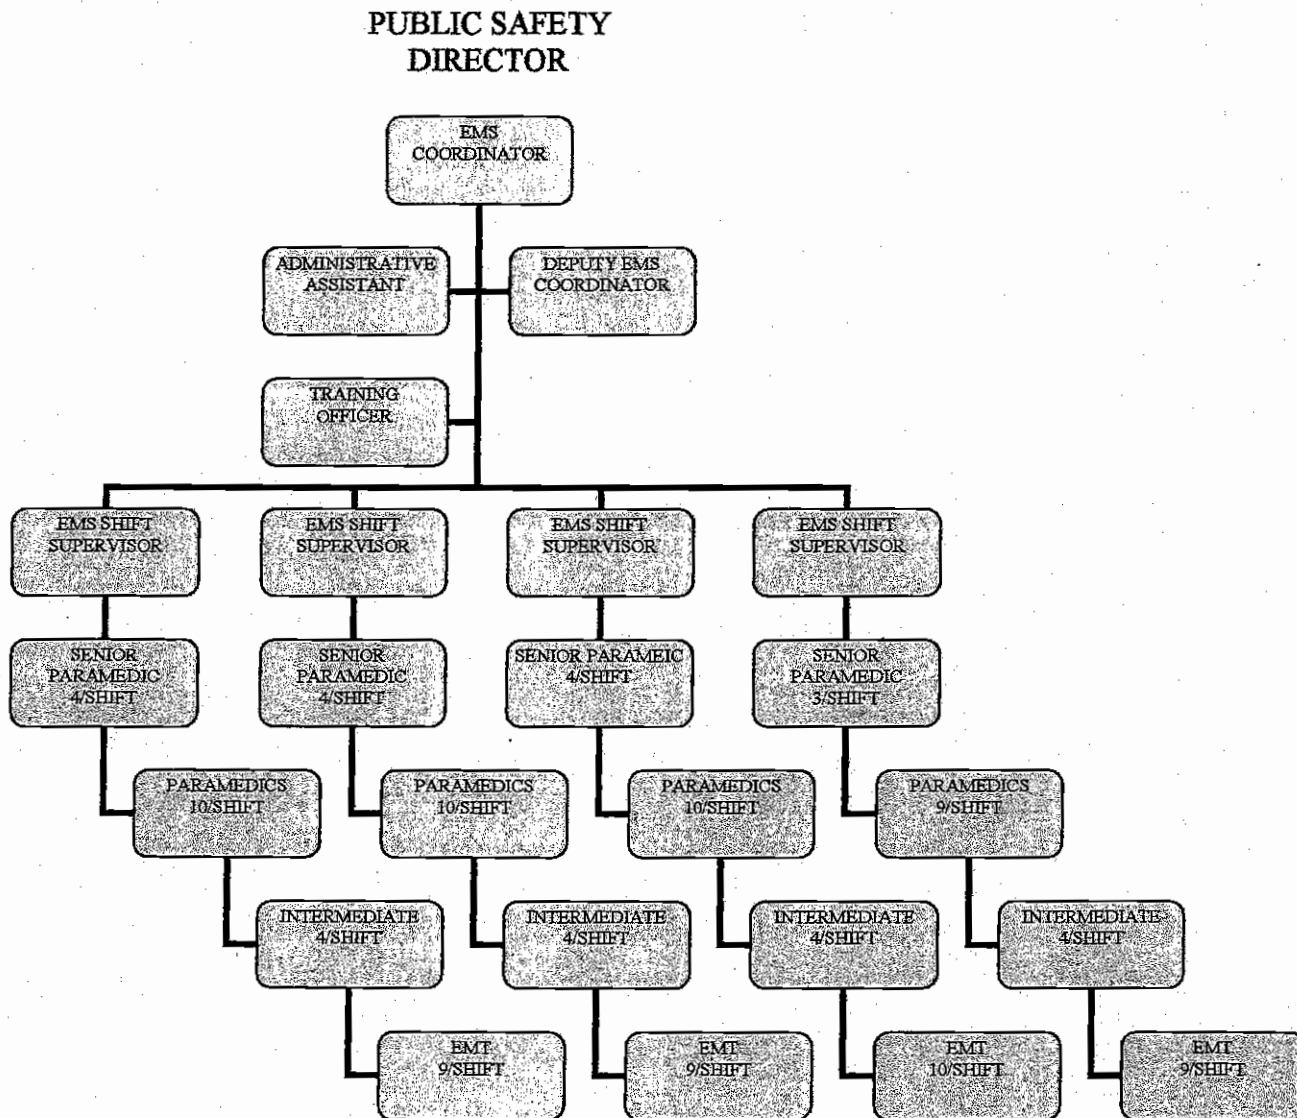 PUBLIC SAFETY
DIRECTOR
EMS
COORDINATOR
ADMINISTRATIVE
ASSISTANT
DEPUTY EMS
COORDINATOR
TRAINING
OFFICER
EMS SHIFT
SUPERVISOR
EMS SHIFT
SUPERVISOR
EMS SHIFT
SUPERVISOR
EMS SHIFT
SUPERVISOR
SENIOR
PARAMEDIC
4/SHIFT
SENIOR
PARAMEDIC
4/SHIFT
SENIOR PARAMEIC
4/SHIFT
SENIOR
PARAMEDIC
3/SHIFT
PARAMEDICS
10/SHIFT
PARAMEDICS
10/SHIFT
PARAMEDICS
10/SHIFT
PARAMEDICS
9/SHIFT
INTERMEDIATE
4/SHIFT
INTERMEDIATE
4/SHIFT
INTERMEDIATE
4/SHIFT
INTERMEDIATE
4/SHIFT
EMT
9/SHIFT
EMT
9/SHIFT
EMT
10/SHIFT
EMT
9/SHIFT